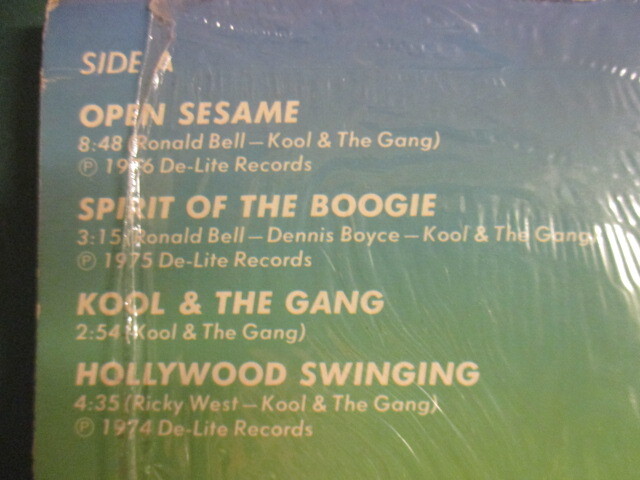 SIDE A
OPEN SESAME
8:48 (Ronald Bell — Kool & The Gang)
℗ 1976 De-Lite Records
SPIRIT OF THE BOOGIE
3:15 (Ronald Bell — Dennis Boyce — Kool & The Gang)
℗ 1975 De-Lite Records
KOOL & THE GANG
2:54 (Kool & The Gang)
HOLLYWOOD SWINGING
4:35 (Ricky West — Kool & The Gang)
℗ 1974 De-Lite Records